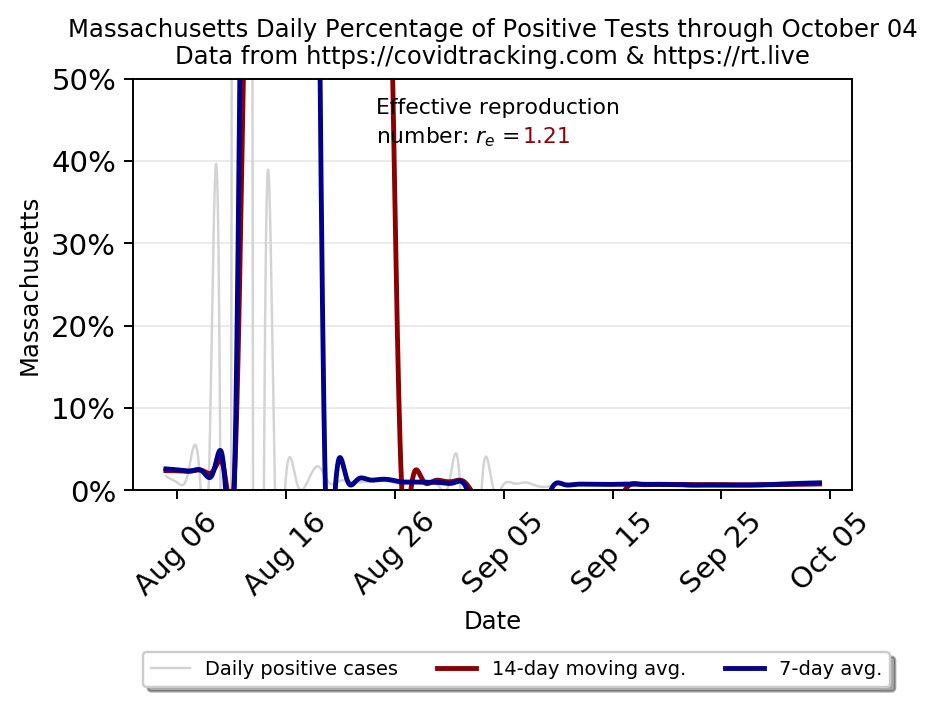 Massachusetts Daily Percentage of Positive Tests through October 04
Data from https://covidtracking.com & https://rt.live
50%
Effective reproduction
number: rₑ = 1.21
40%
30%
20%
10%
0%
Massachusetts
Aug 06
Aug 16
Aug 26
Sep 05
Sep 15
Sep 25
Oct 05
Date
Daily positive cases
14-day moving avg.
7-day avg.